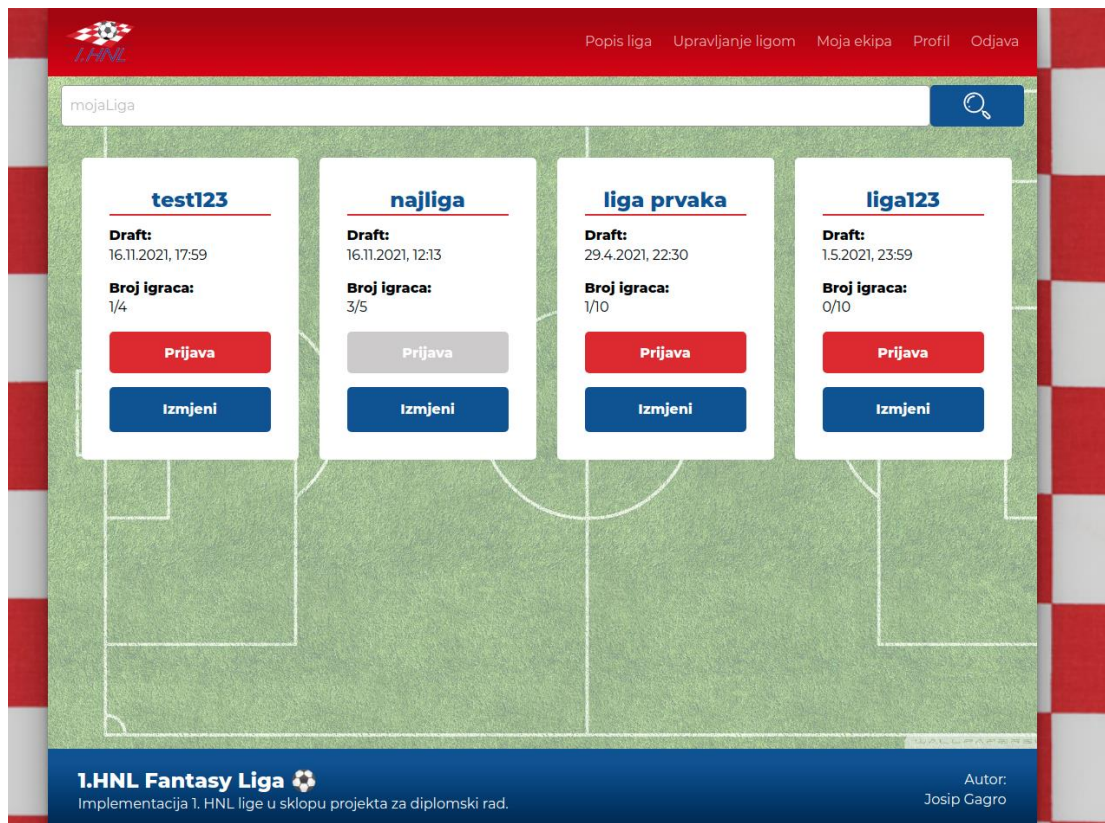 1.HNL
Popis liga Upravljanje ligom Moja ekipa Profil Odjava
mojaLiga
test123
Draft:
16.11.2021, 17:59
Broj igraca:
1/4
Prijava
Izmjeni
najliga
Draft:
16.11.2021, 12:13
Broj igraca:
3/5
Prijava
Izmjeni
liga prvaka
Draft:
29.4.2021, 22:30
Broj igraca:
1/10
Prijava
Izmjeni
liga123
Draft:
1.5.2021, 23:59
Broj igraca:
0/10
Prijava
Izmjeni
WALLPAPERS
1.HNL Fantasy Liga ⚽
Implementacija 1. HNL lige u sklopu projekta za diplomski rad.
Autor:
Josip Gagro